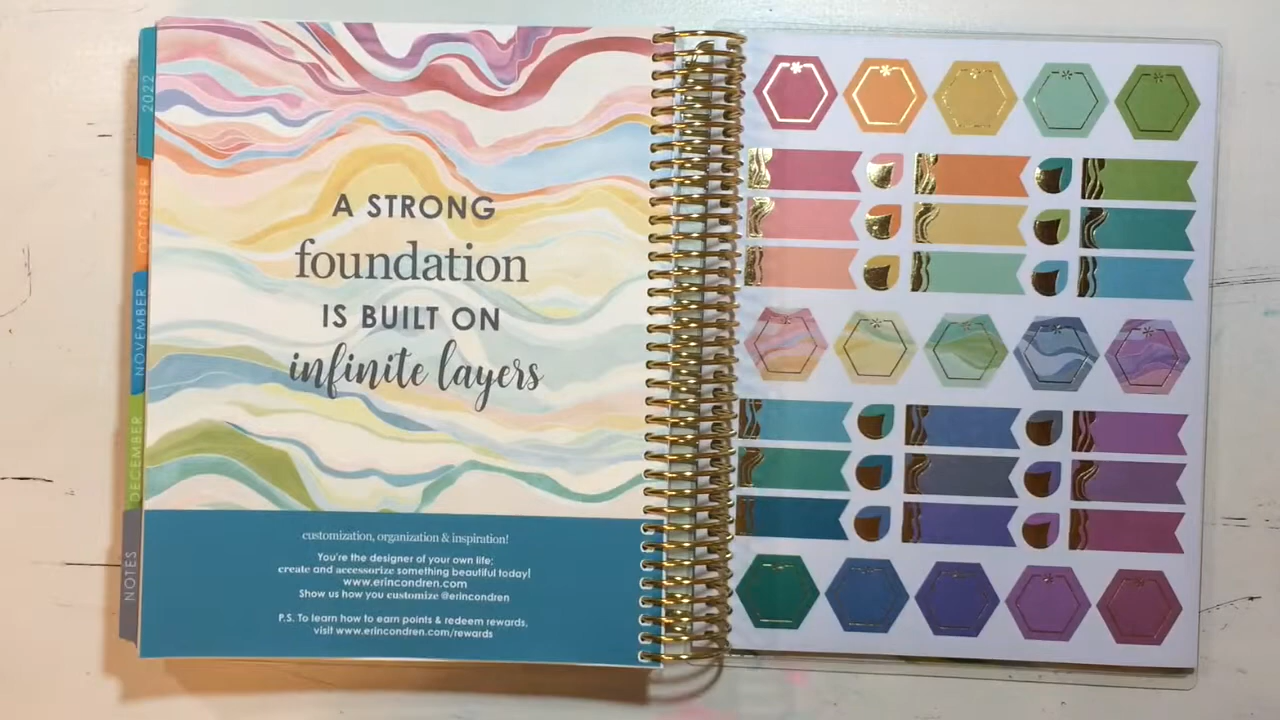 2022
OCTOBER
NOVEMBER
DECEMBER
NOTES
A STRONG
foundation
IS BUILT ON
infinite layers
customization, organization & inspiration!
You're the designer of your own life;
create and accessorize something beautiful today!
www.erincondren.com
Show us how you customize @erincondren
P.S. To learn how to earn points & redeem rewards,
visit www.erincondren.com/rewards